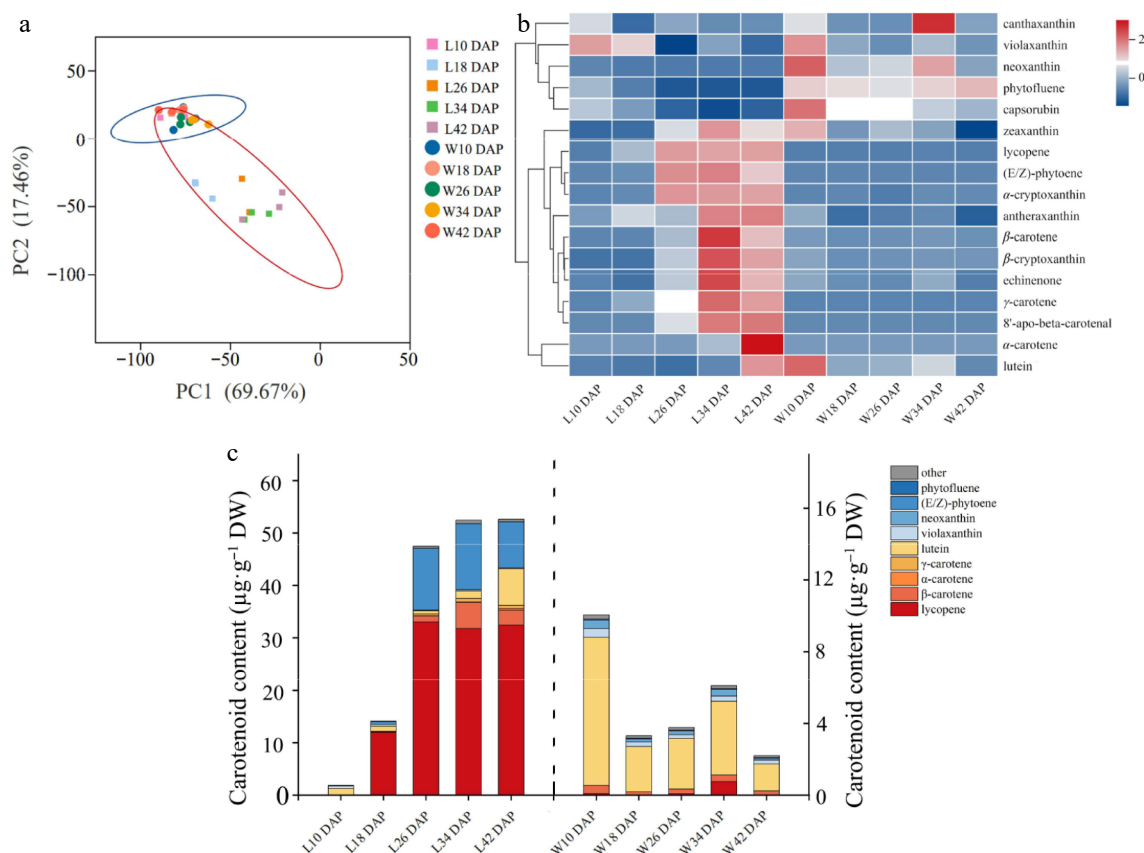 a
50
0
−50
−100
PC2 (17.46%)
−100
−50
0
50
PC1 (69.67%)
L10 DAP
L18 DAP
L26 DAP
L34 DAP
L42 DAP
W10 DAP
W18 DAP
W26 DAP
W34 DAP
W42 DAP
b
canthaxanthin
violaxanthin
neoxanthin
phytofluene
capsorubin
zeaxanthin
lycopene
(E/Z)-phytoene
α-cryptoxanthin
antheraxanthin
β-carotene
β-cryptoxanthin
echinenone
γ-carotene
8'-apo-beta-carotenal
α-carotene
lutein
L10 DAP
L18 DAP
L26 DAP
L34 DAP
L42 DAP
W10 DAP
W18 DAP
W26 DAP
W34 DAP
W42 DAP
2
0
−1
c
Carotenoid content (μg·g⁻¹ DW)
60
50
40
30
20
10
0
L10 DAP
L18 DAP
L26 DAP
L34 DAP
L42 DAP
W10 DAP
W18 DAP
W26 DAP
W34 DAP
W42 DAP
16
12
8
4
0
Carotenoid content (μg·g⁻¹ DW)
other
phytofluene
(E/Z)-phytoene
neoxanthin
violaxanthin
lutein
γ-carotene
α-carotene
β-carotene
lycopene